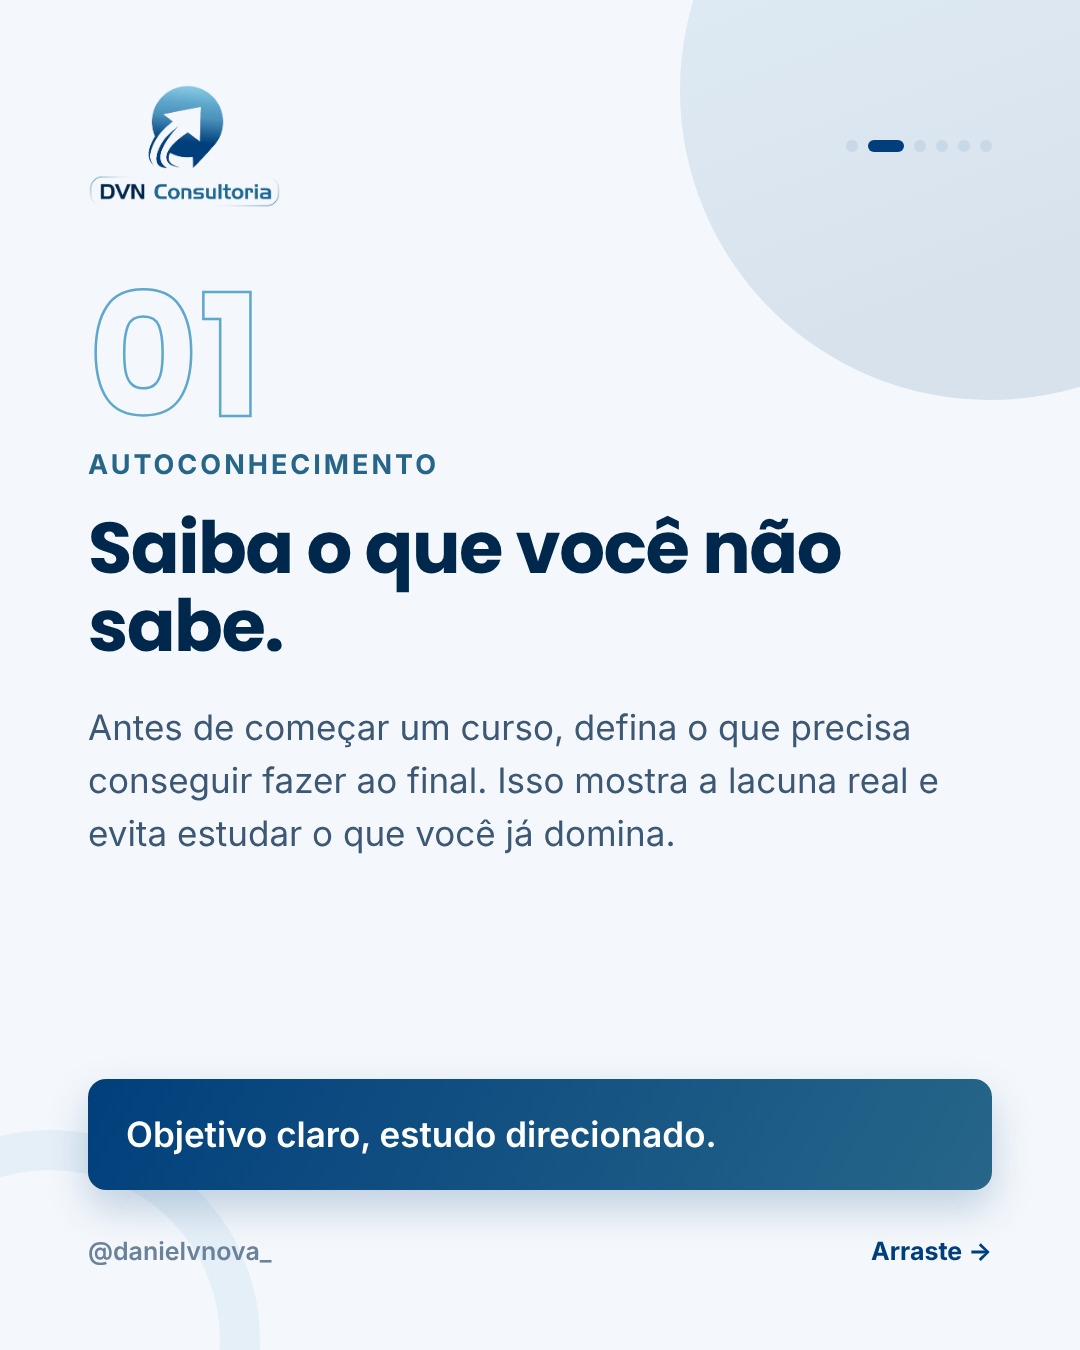 DVN Consultoria
01
AUTOCONHECIMENTO
Saiba o que você não
sabe.
Antes de começar um curso, defina o que precisa
conseguir fazer ao final. Isso mostra a lacuna real e
evita estudar o que você já domina.
Objetivo claro, estudo direcionado.
@danielvnova_
Arraste →